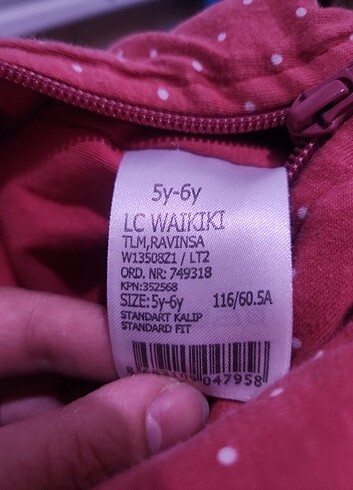 5y-6y
LC WAIKIKI
TLM,RAVINSA
W13508Z1 / LT2
ORD. NR: 749318
KPN:352568
SIZE:5y-6y 116/60.5A
STANDART KALIP
STANDARD FIT
047958